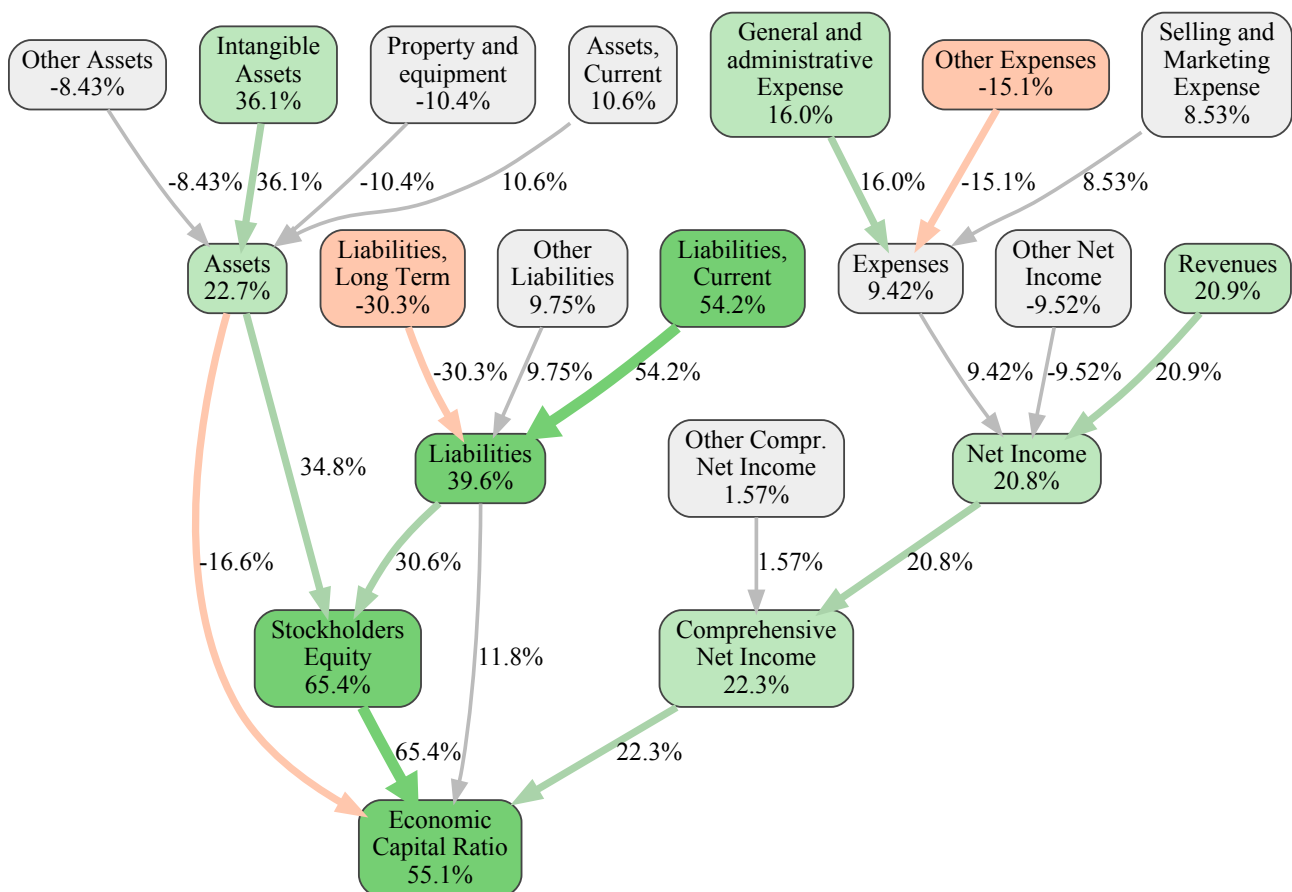 Other Assets
-8.43%
Intangible
Assets
36.1%
Property and
equipment
-10.4%
Assets,
Current
10.6%
General and
administrative
Expense
16.0%
Other Expenses
-15.1%
Selling and
Marketing
Expense
8.53%
-8.43%
36.1%
-10.4%
10.6%
16.0%
-15.1%
8.53%
Assets
22.7%
Liabilities,
Long Term
-30.3%
Other
Liabilities
9.75%
Liabilities,
Current
54.2%
Expenses
9.42%
Other Net
Income
-9.52%
Revenues
20.9%
-30.3%
9.75%
54.2%
9.42%
-9.52%
20.9%
34.8%
Liabilities
39.6%
Other Compr.
Net Income
1.57%
Net Income
20.8%
-16.6%
30.6%
1.57%
20.8%
Stockholders
Equity
65.4%
11.8%
Comprehensive
Net Income
22.3%
65.4%
22.3%
Economic
Capital Ratio
55.1%